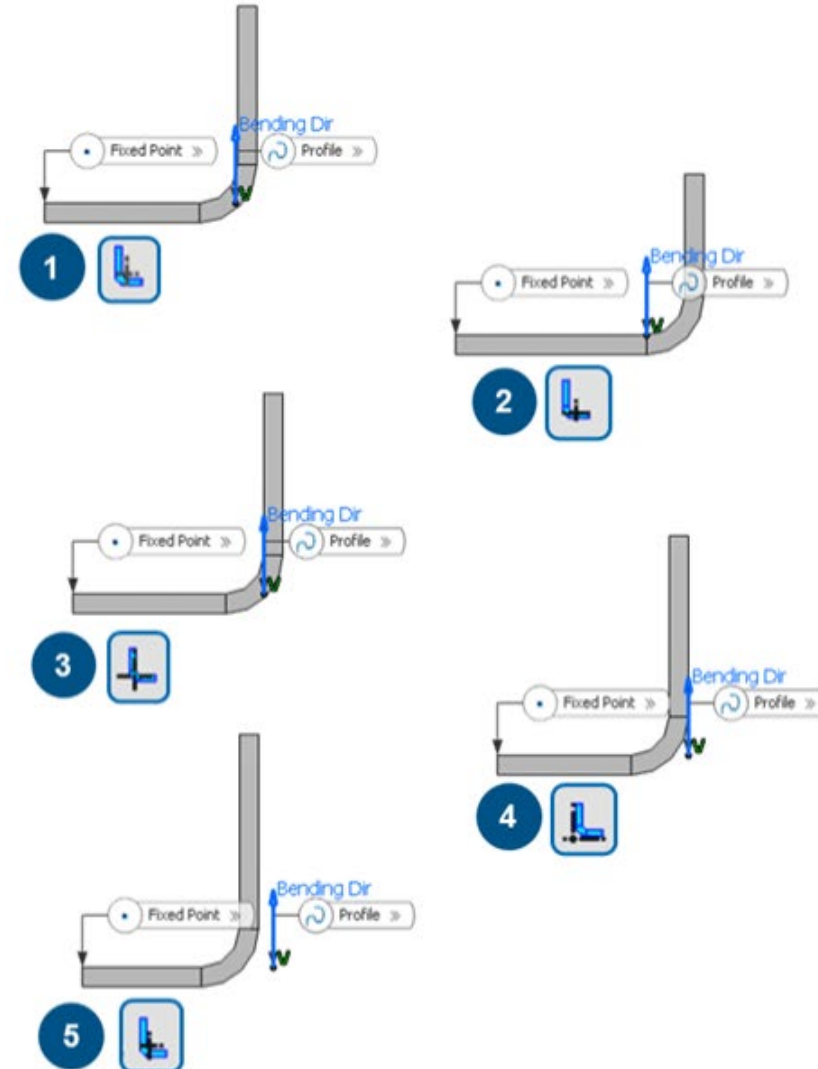 Bending Dir
Fixed Point »
Profile »
V
1
Bending Dir
Fixed Point »
Profile »
V
2
Bending Dir
Fixed Point »
Profile »
V
3
Bending Dir
Fixed Point »
Profile »
V
4
Bending Dir
Fixed Point »
Profile »
V
5